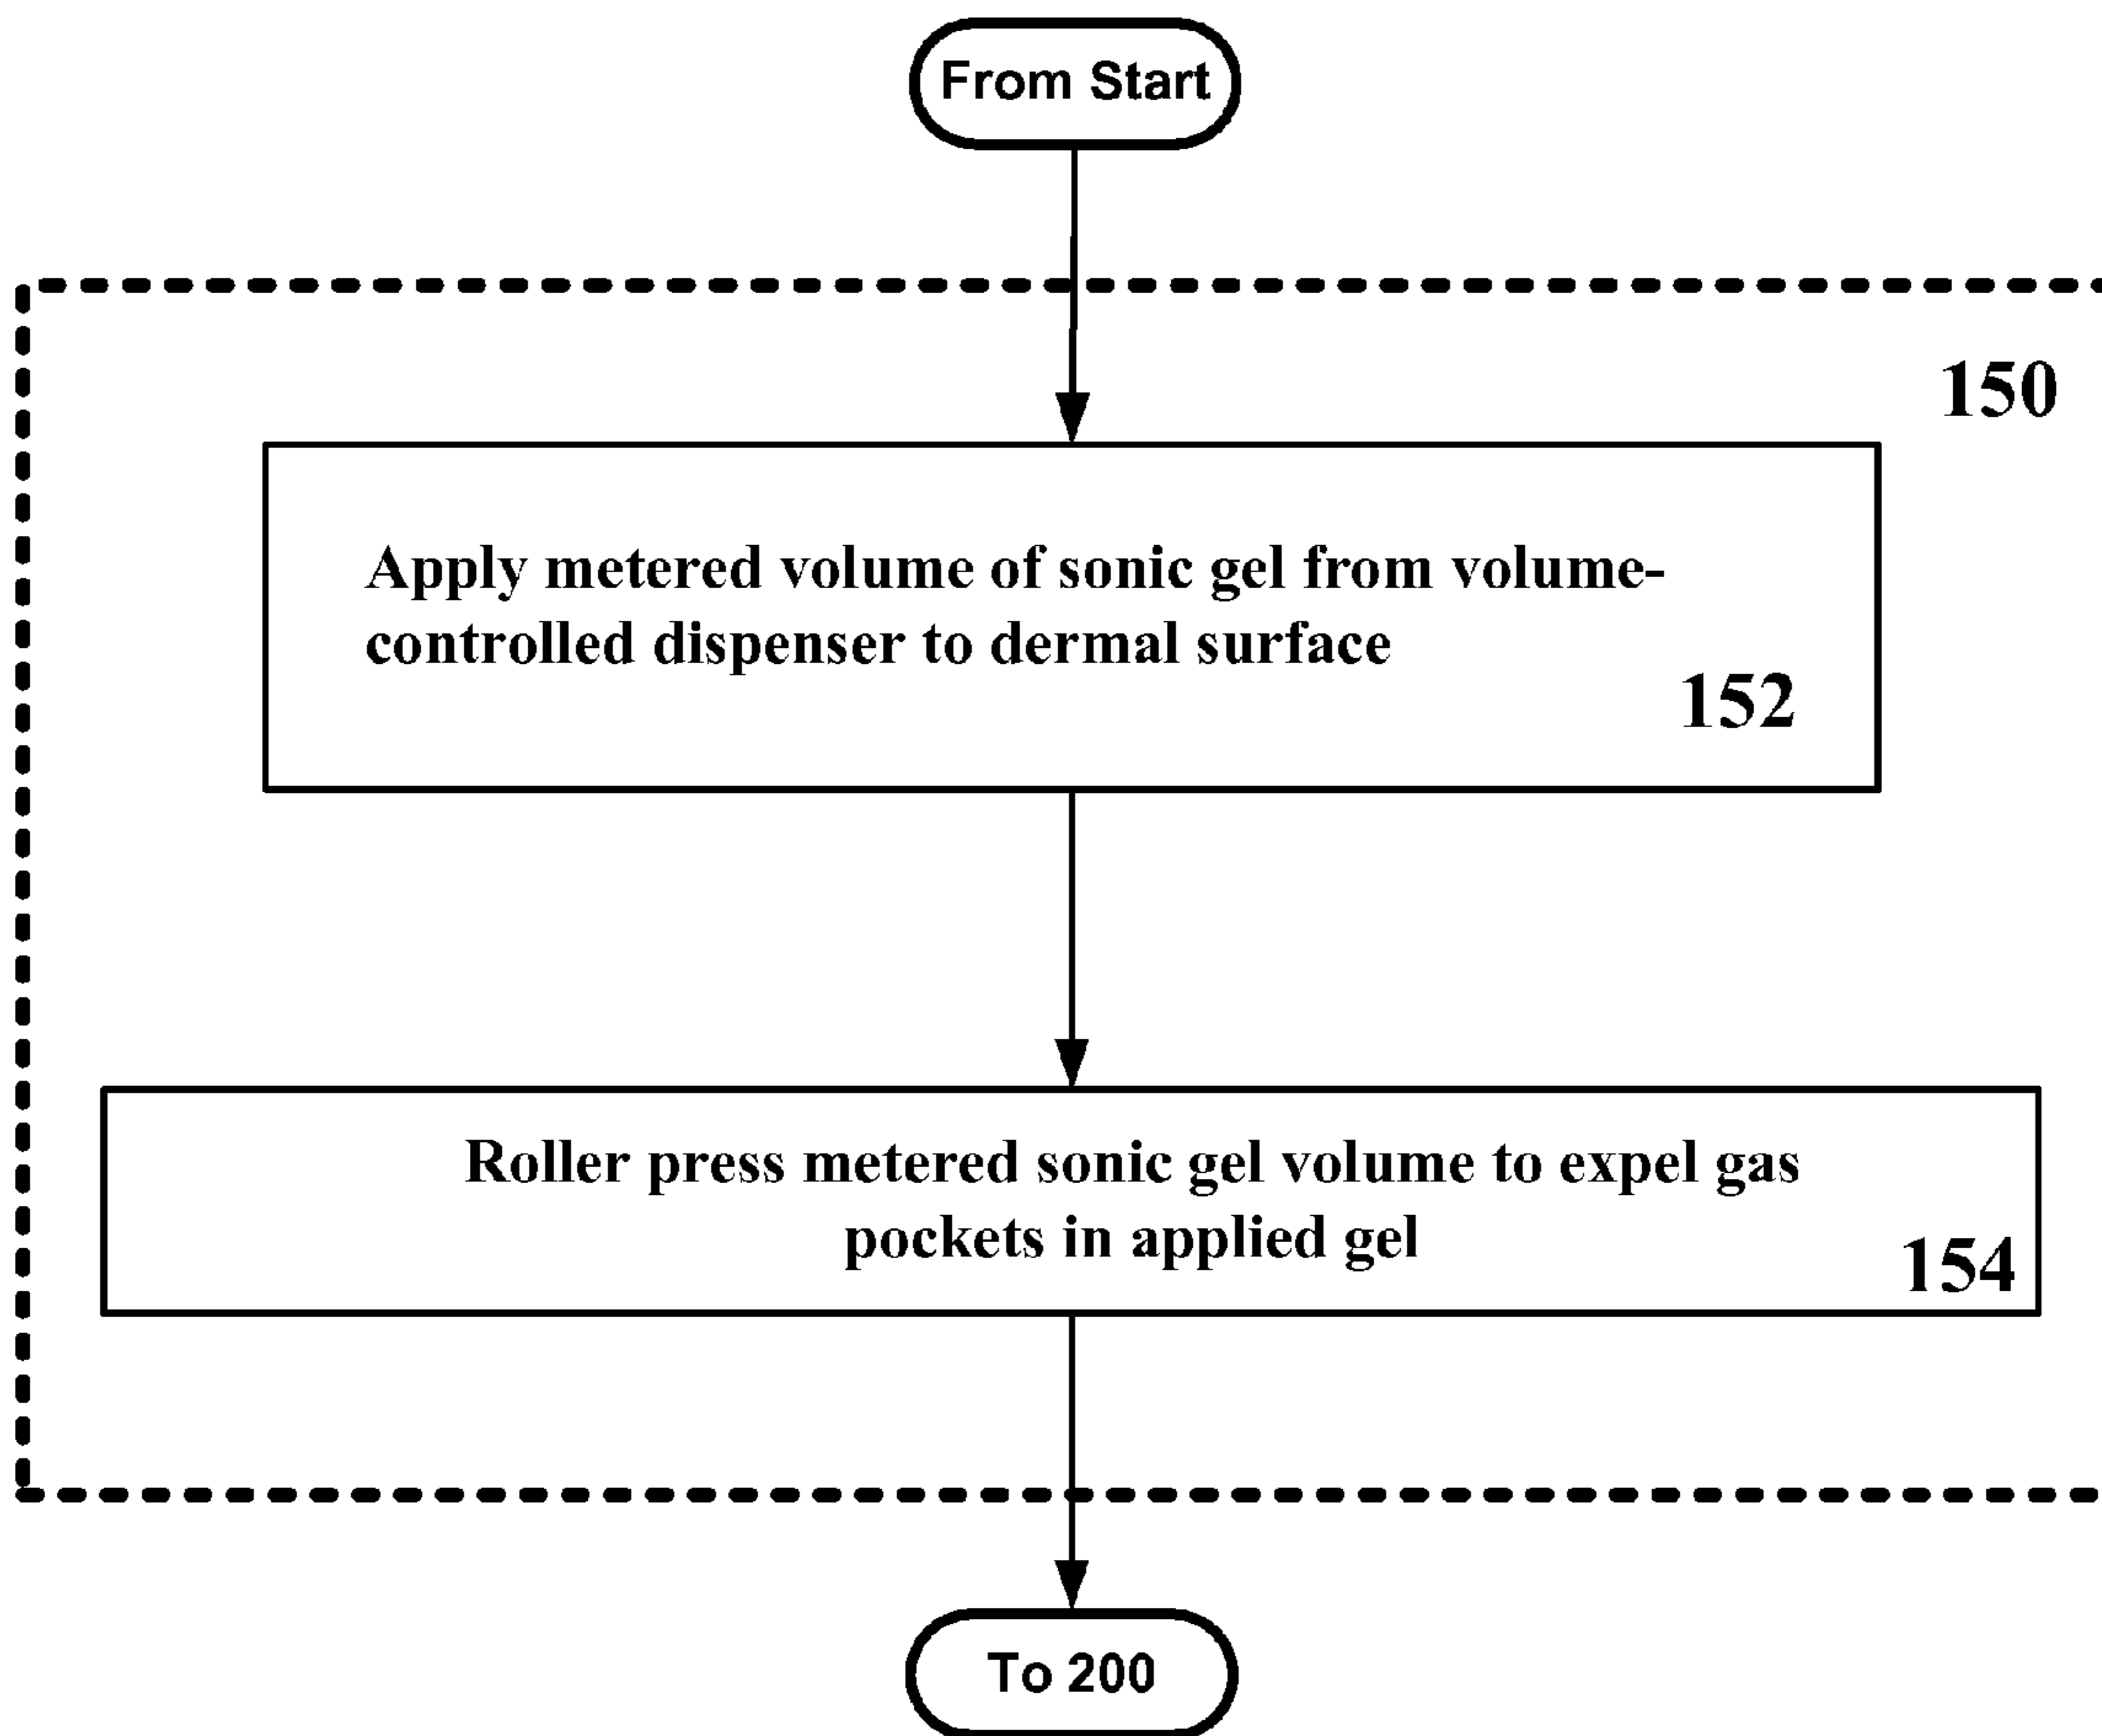 From Start
150
Apply metered volume of sonic gel from volume-
controlled dispenser to dermal surface
152
Roller press metered sonic gel volume to expel gas
pockets in applied gel
154
To 200